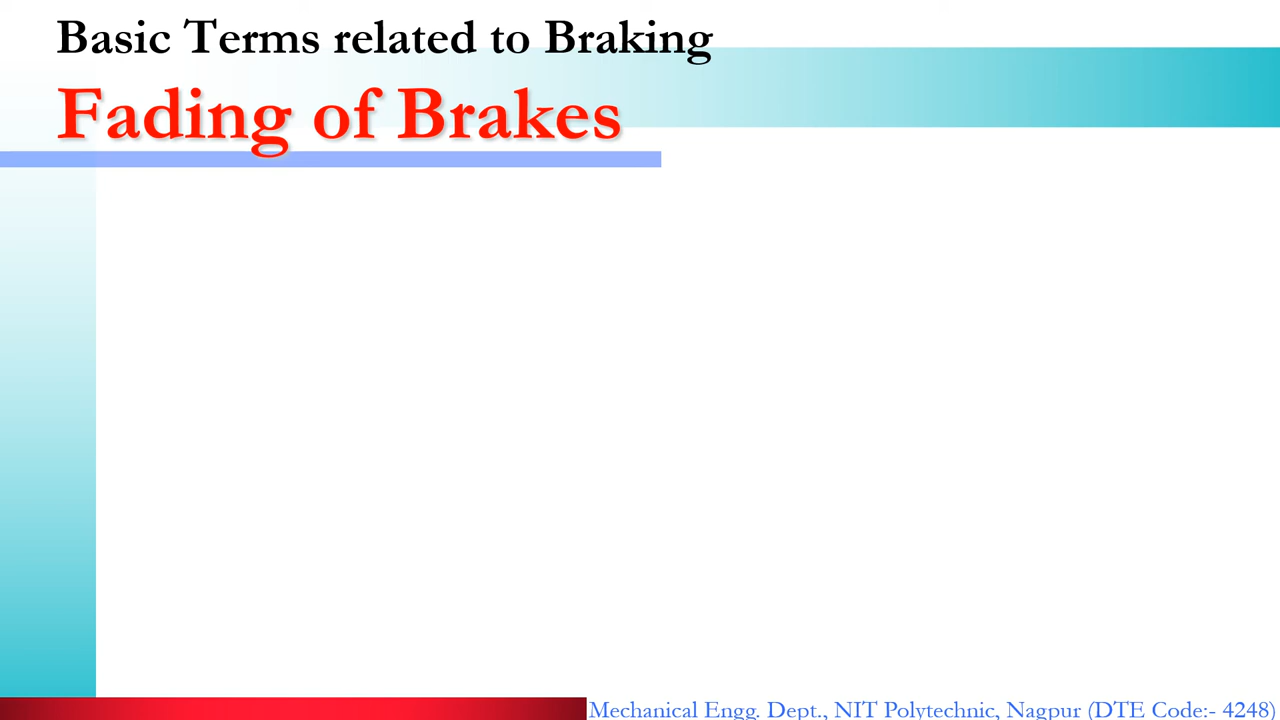 Basic Terms related to Braking
Fading of Brakes
Mechanical Engg. Dept., NIT Polytechnic, Nagpur (DTE Code:- 4248)